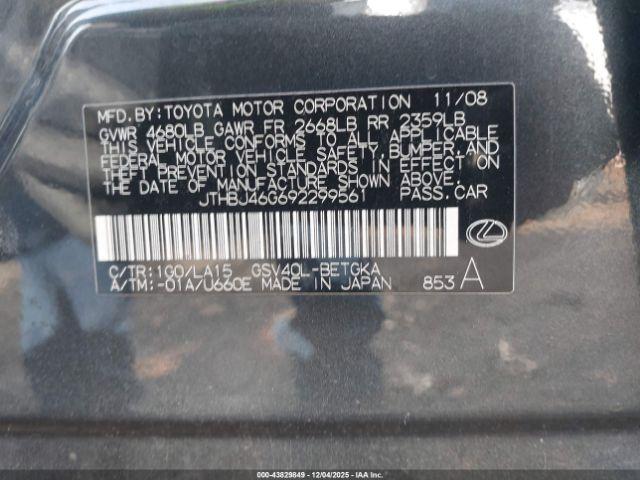 MFD. BY: TOYOTA MOTOR CORPORATION 11/08
GVWR 4680LB GAWR FR 2668LB RR 2359LB
THIS VEHICLE CONFORMS TO ALL APPLICABLE
FEDERAL MOTOR VEHICLE SAFETY, BUMPER, AND
THEFT PREVENTION STANDARDS IN EFFECT ON
THE DATE OF MANUFACTURE SHOWN ABOVE.
JTHBJ46G692299561 PASS. CAR
C/TR: 1G0/LA15 GSV40L-BETGKA
A/TM: -01A/U660E MADE IN JAPAN 853 A
000-43829849 | 12/04/2025 - IAAI.CA